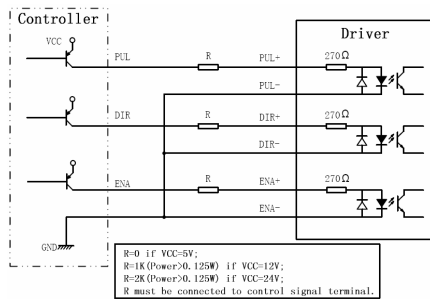 Controller
Driver
VCC
PUL
R
PUL+
270Ω
PUL-
DIR
R
DIR+
270Ω
DIR-
ENA
R
ENA+
270Ω
ENA-
GND
R=0 if VCC=5V;
R=1K(Power>0.125W) if VCC=12V;
R=2K(Power>0.125W) if VCC=24V;
R must be connected to control signal terminal.